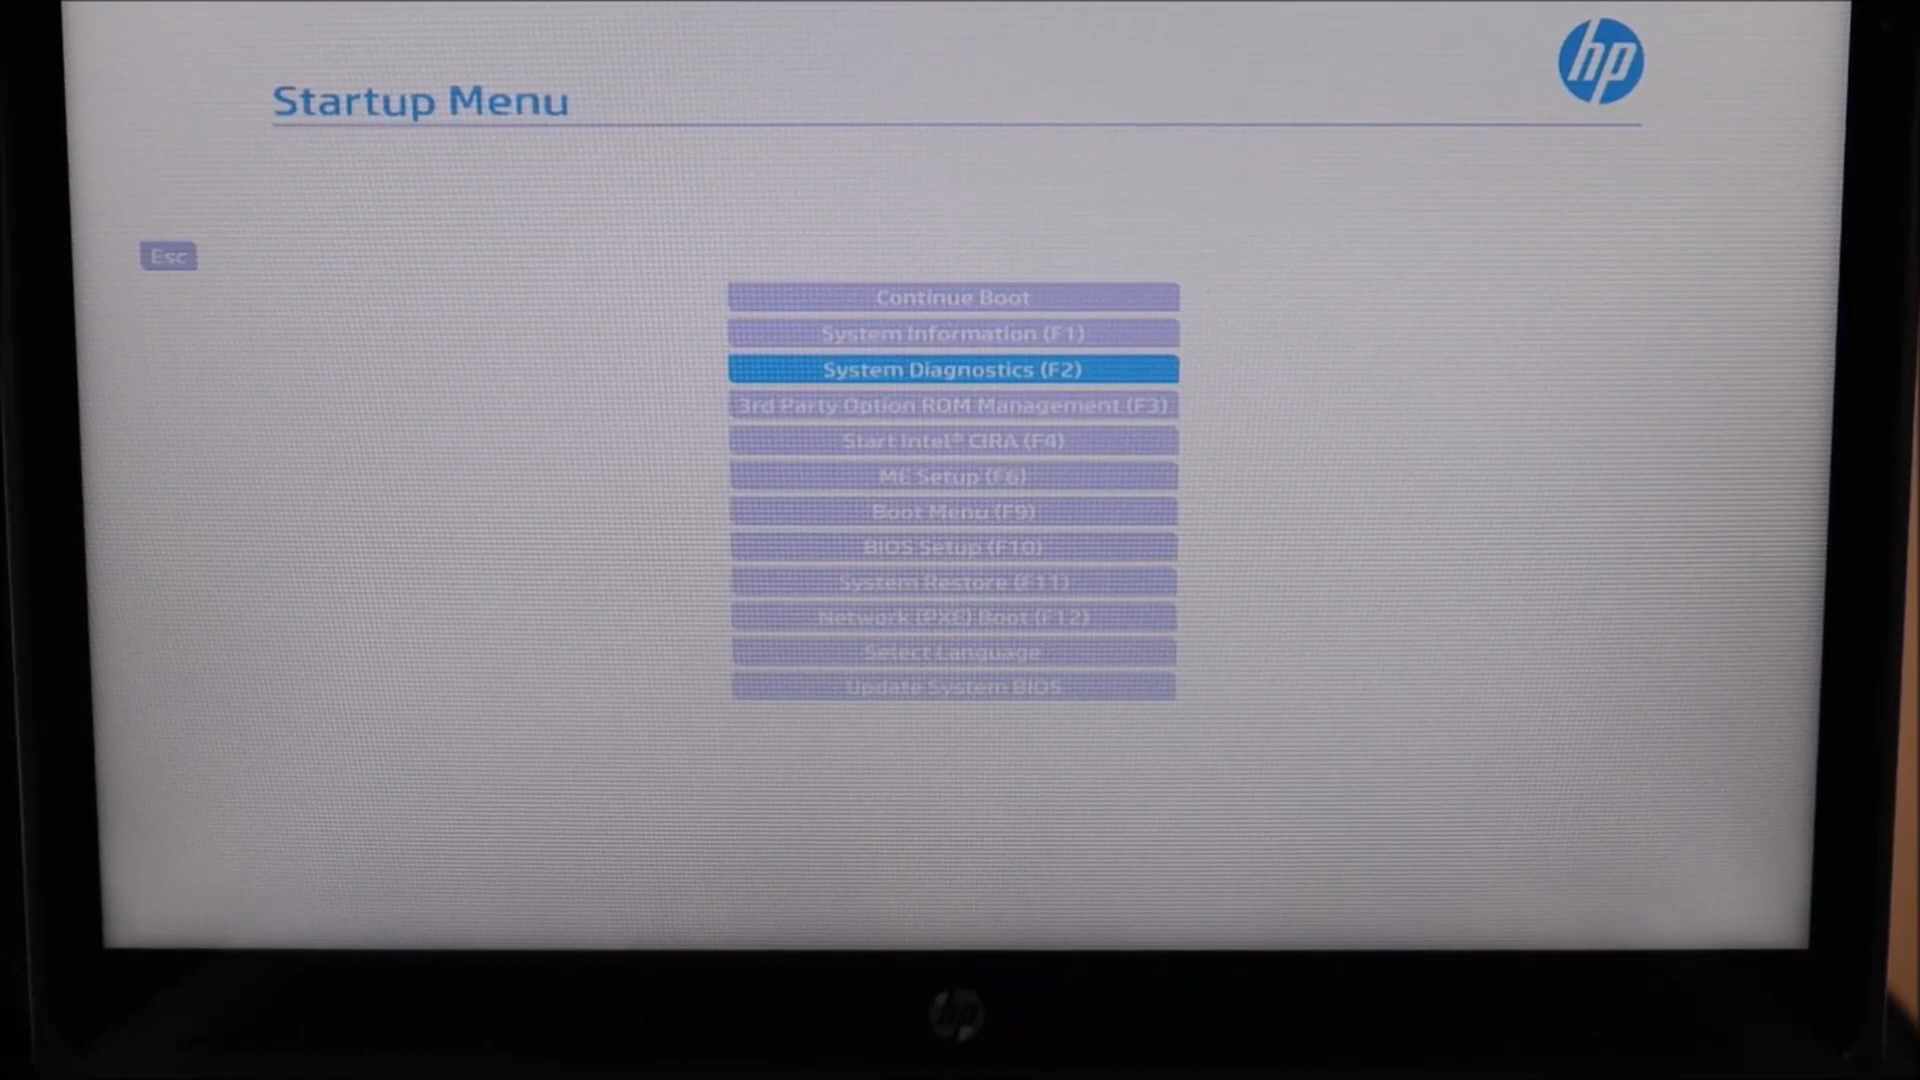 hp
Startup Menu
Esc
Continue Boot
System Information (F1)
System Diagnostics (F2)
3rd Party Option ROM Management (F3)
Start Intel® CIRA (F4)
ME Setup (F6)
Boot Menu (F9)
BIOS Setup (F10)
System Restore (F11)
Network (PXE) Boot (F12)
Select Language
Update System BIOS
hp